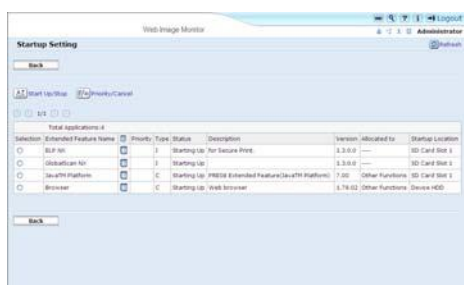 Logout
Web Image Monitor
Administrator
Startup Setting
Refresh
Back
Start Up/Stop
Priority/Cancel
1/1
Total Applications:4
Selection Extended Feature Name Priority Type Status Description Version Allocated to Startup Location
ELP NX I Starting Up for Secure Print 1.3.0.0 ---- SD Card Slot 1
GlobalScan NX I Starting Up 1.3.0.0 ---- SD Card Slot 1
JavaTM Platform C Starting Up Extended Feature(JavaTM Platform) 7.00 Other Functions SD Card Slot 1
Browser C Starting Up Web browser Other Functions Device HDD
Back